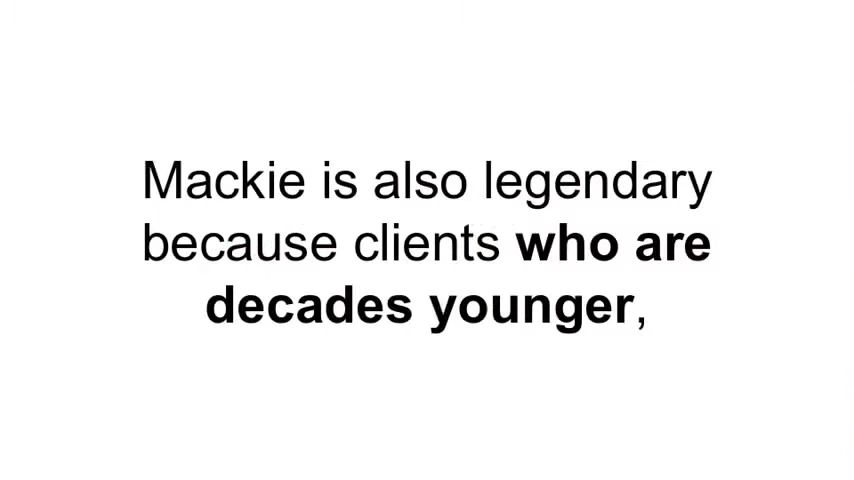 Mackie is also legendary
because clients who are
decades younger,